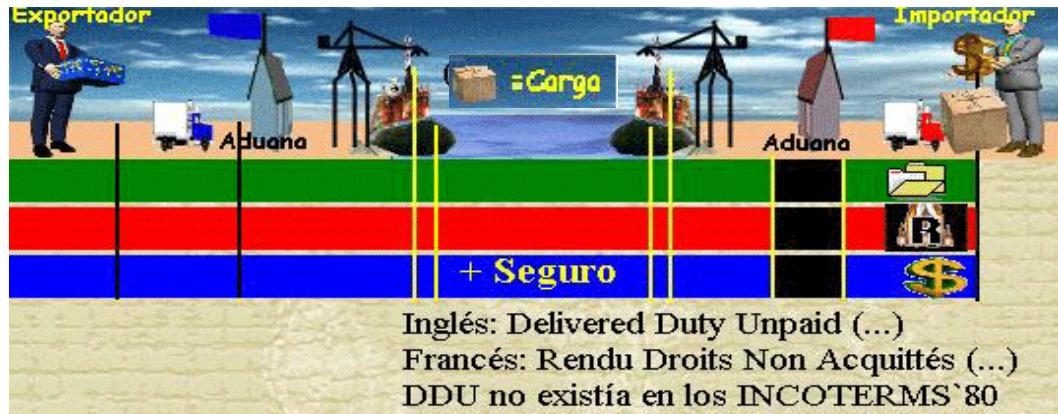 Exportador
Importador
=Carga
Aduana
Aduana
R
+ Seguro
Inglés: Delivered Duty Unpaid (...)
Francés: Rendu Droits Non Acquittés (...)
DDU no existía en los INCOTERMS`80